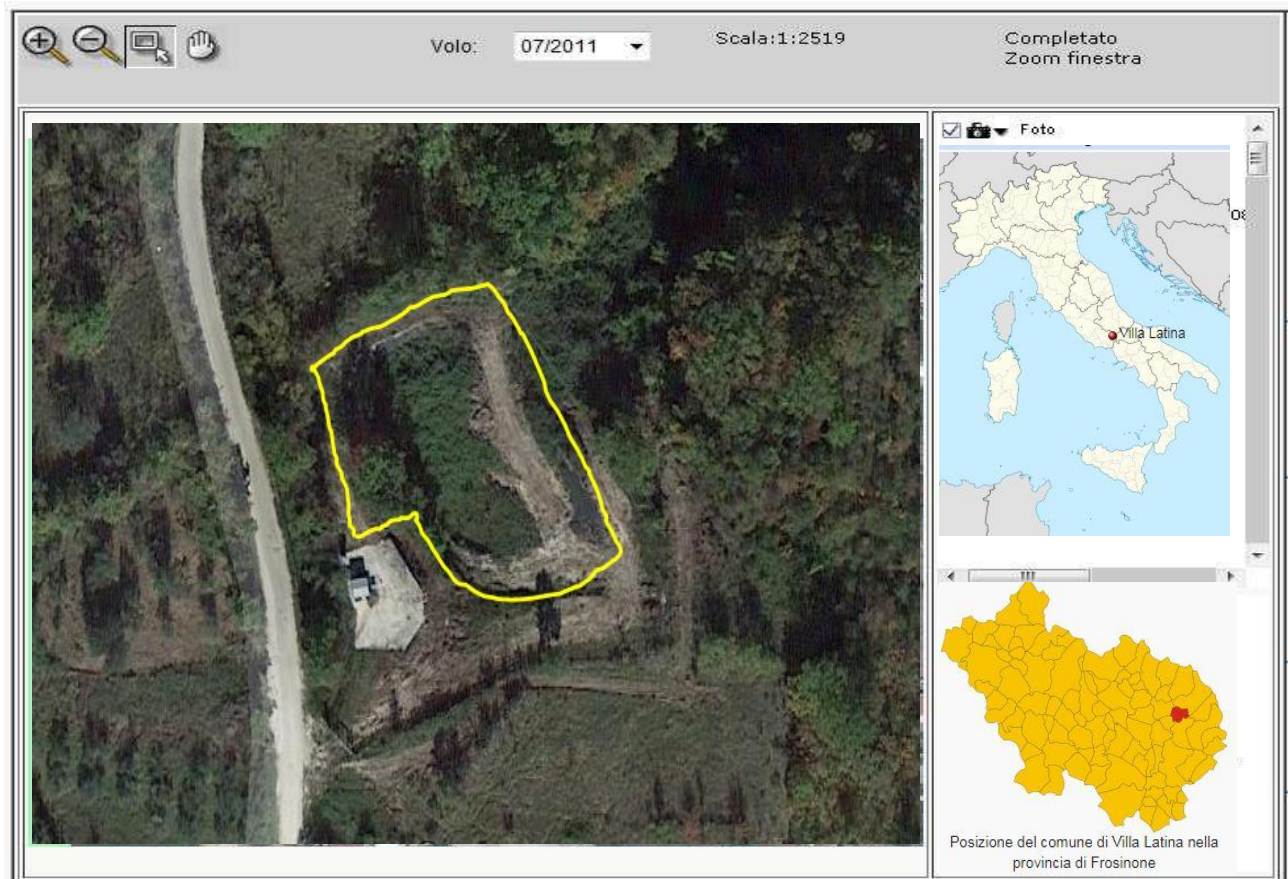 Volo:
07/2011
Scala:1:2519
Completato
Zoom finestra
Foto
Villa Latina
Posizione del comune di Villa Latina nella
provincia di Frosinone